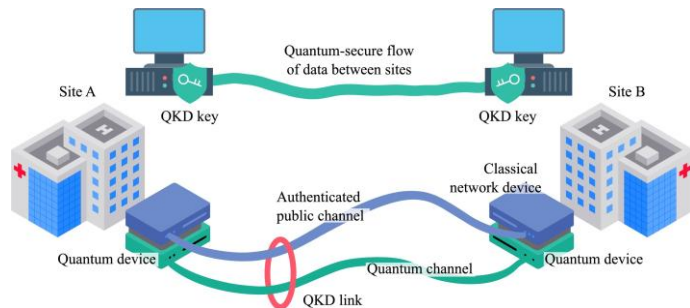 Quantum-secure flow
of data between sites
Site A
Site B
QKD key
QKD key
Classical
network device
Authenticated
public channel
Quantum device
Quantum channel
Quantum device
QKD link
H
H